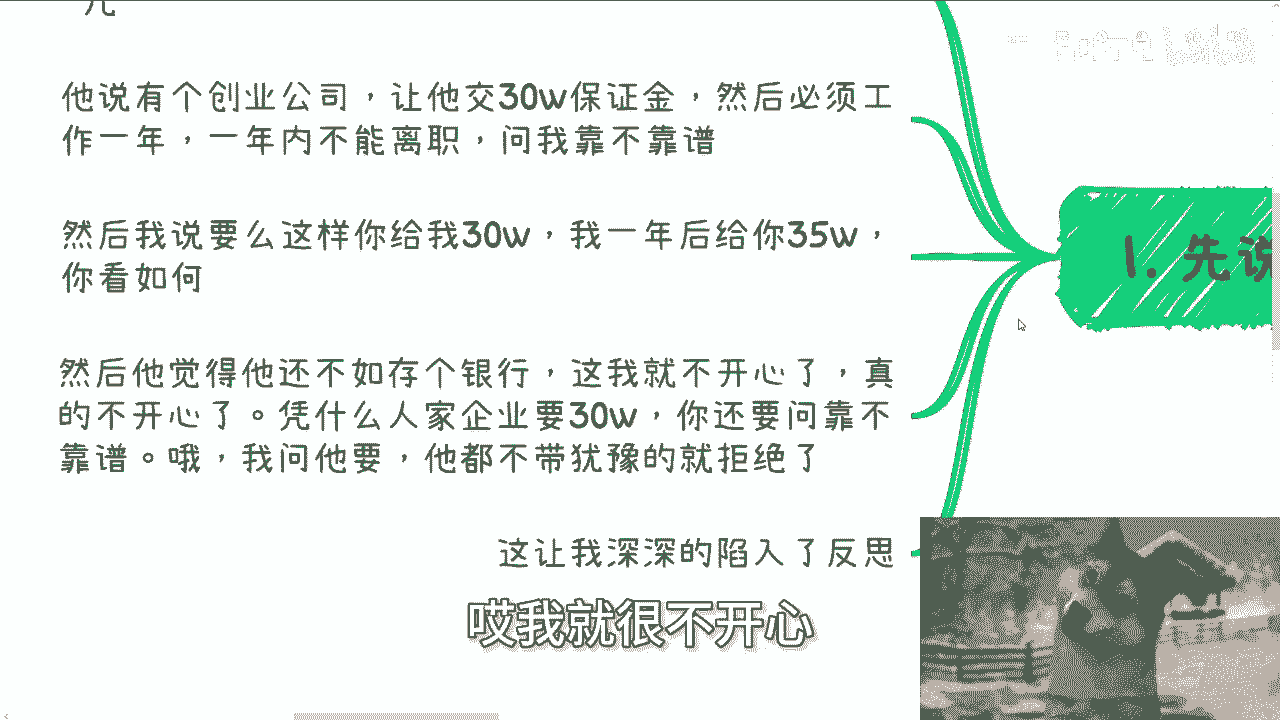 他说有个创业公司，让他交30w保证金，然后必须工
作一年，一年内不能离职，问我靠不靠谱
然后我说要么这样你给我30w，我一年后给你35w，
你看如何
然后他觉得他还不如存个银行，这我就不开心了，真
的不开心了。凭什么人家企业要30w，你还要问靠不
靠谱。哦，我问他要，他都不带犹豫的就拒绝了
这让我深深的陷入了反思
1. 先说
哎我就很不开心